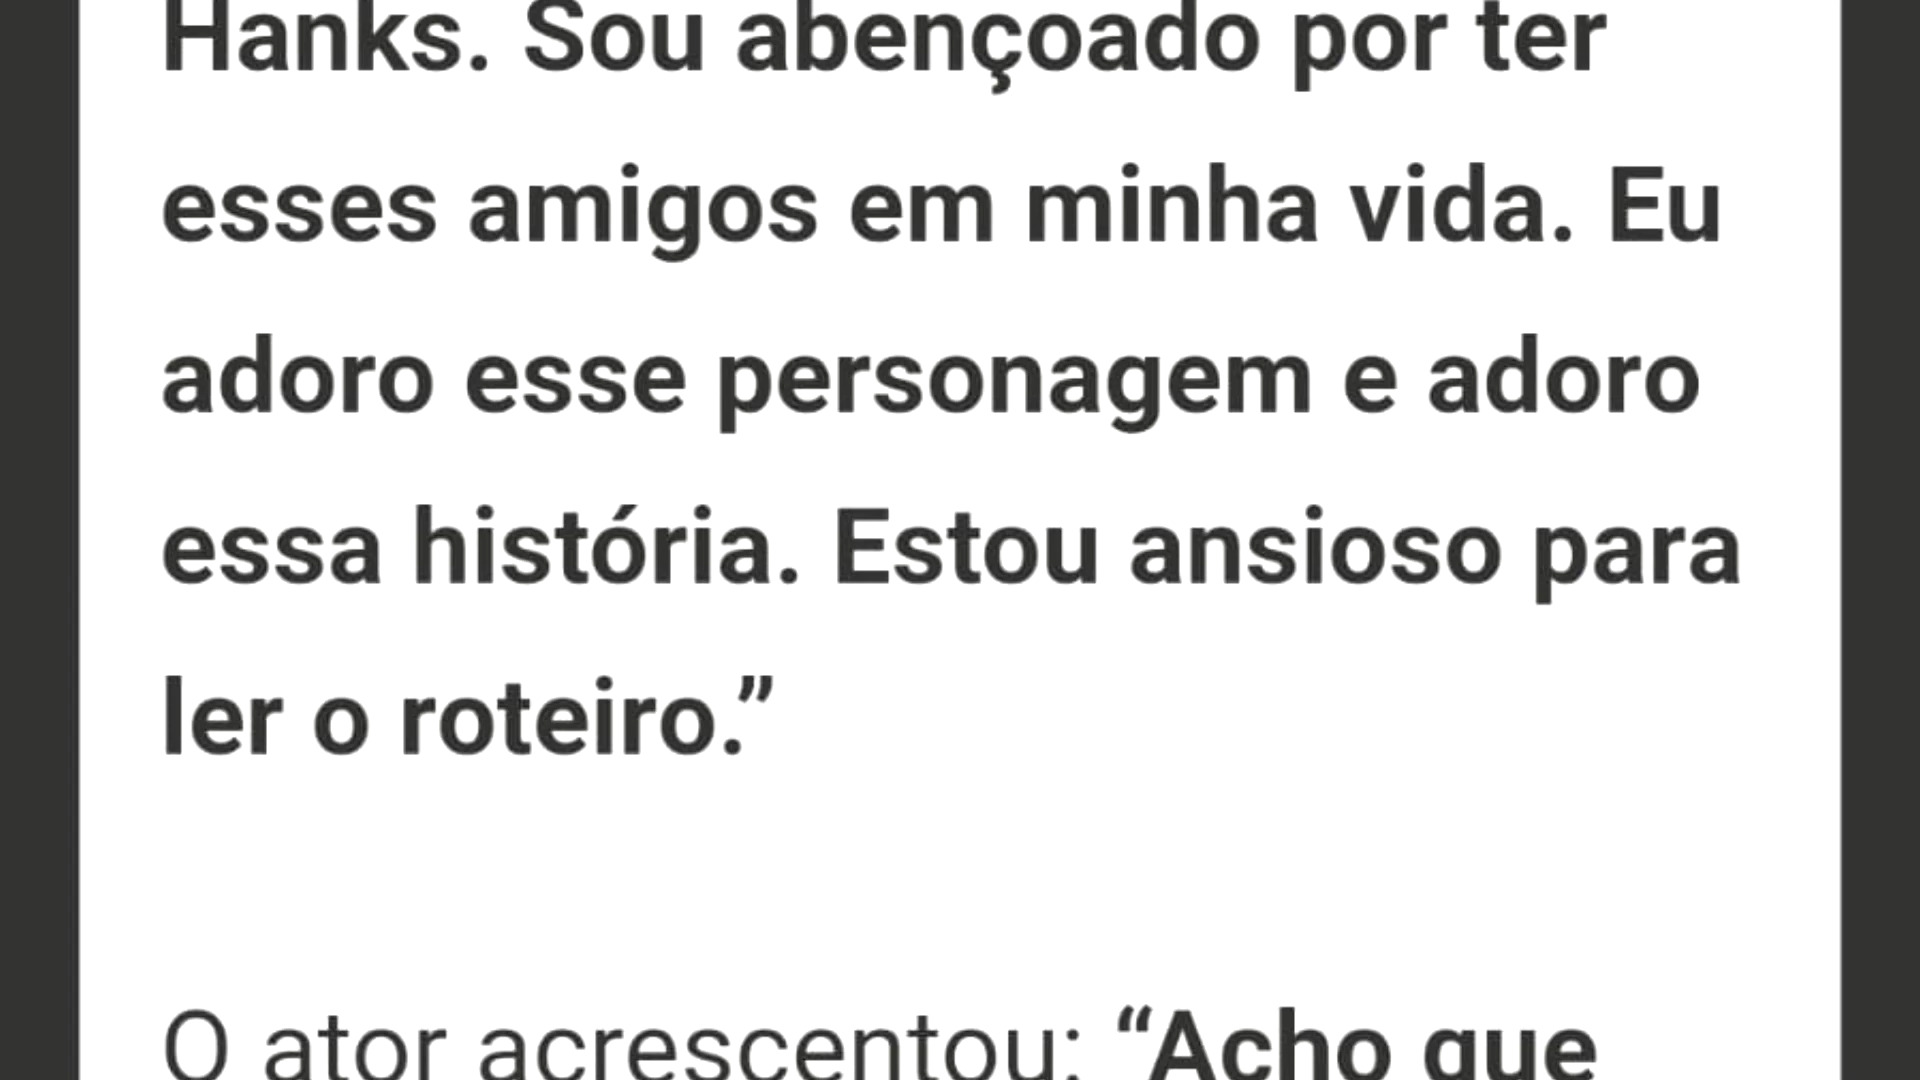 Hanks. Sou abençoado por ter
esses amigos em minha vida. Eu
adoro esse personagem e adoro
essa história. Estou ansioso para
ler o roteiro.”
O ator acrescentou: “Acho que